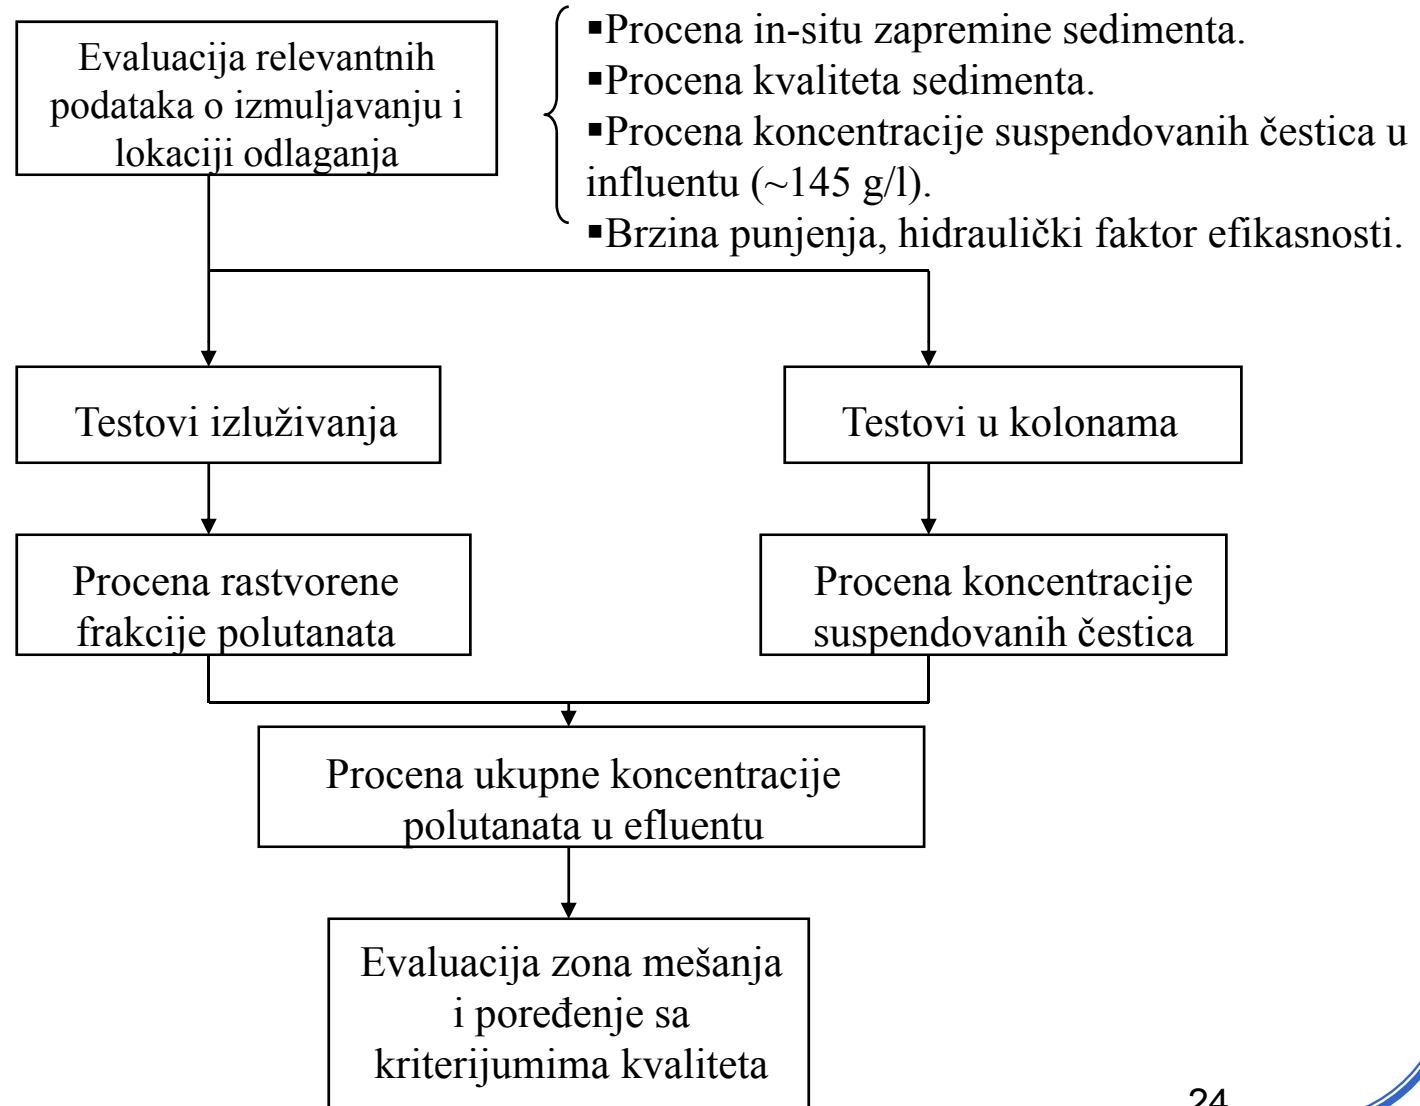 Evaluacija relevantnih
podataka o izmuljavanju i
lokaciji odlaganja
▪Procena in-situ zapremine sedimenta.
▪Procena kvaliteta sedimenta.
▪Procena koncentracije suspendovanih čestica u
influentu (~145 g/l).
▪Brzina punjenja, hidraulički faktor efikasnosti.
Testovi izluživanja
Testovi u kolonama
Procena rastvorene
frakcije polutanata
Procena koncentracije
suspendovanih čestica
Procena ukupne koncentracije
polutanata u efluentu
Evaluacija zona mešanja
i poređenje sa
kriterijumima kvaliteta
24